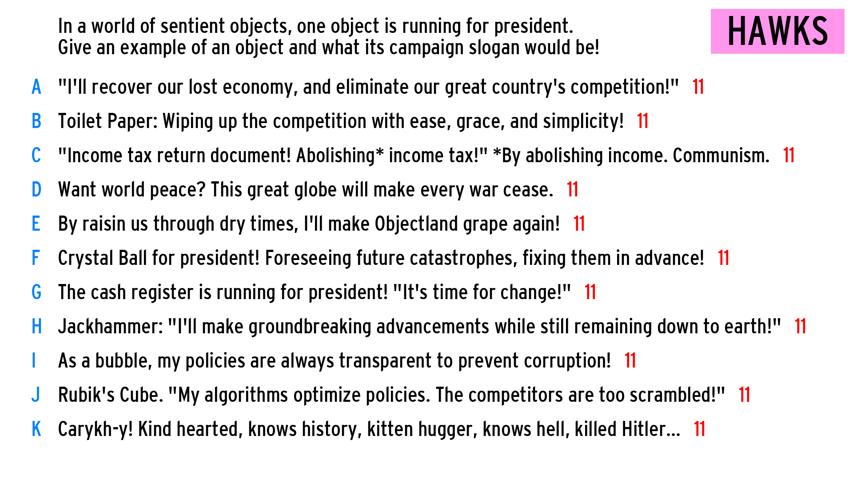 In a world of sentient objects, one object is running for president.
Give an example of an object and what its campaign slogan would be!
HAWKS
A "I'll recover our lost economy, and eliminate our great country's competition!" 11
B Toilet Paper: Wiping up the competition with ease, grace, and simplicity! 11
C "Income tax return document! Abolishing* income tax!" *By abolishing income. Communism. 11
D Want world peace? This great globe will make every war cease. 11
E By raisin us through dry times, I'll make Objectland grape again! 11
F Crystal Ball for president! Foreseeing future catastrophes, fixing them in advance! 11
G The cash register is running for president! "It's time for change!" 11
H Jackhammer: "I'll make groundbreaking advancements while still remaining down to earth!" 11
I As a bubble, my policies are always transparent to prevent corruption! 11
J Rubik's Cube. "My algorithms optimize policies. The competitors are too scrambled!" 11
K Carykh-y! Kind hearted, knows history, kitten hugger, knows hell, killed Hitler... 11